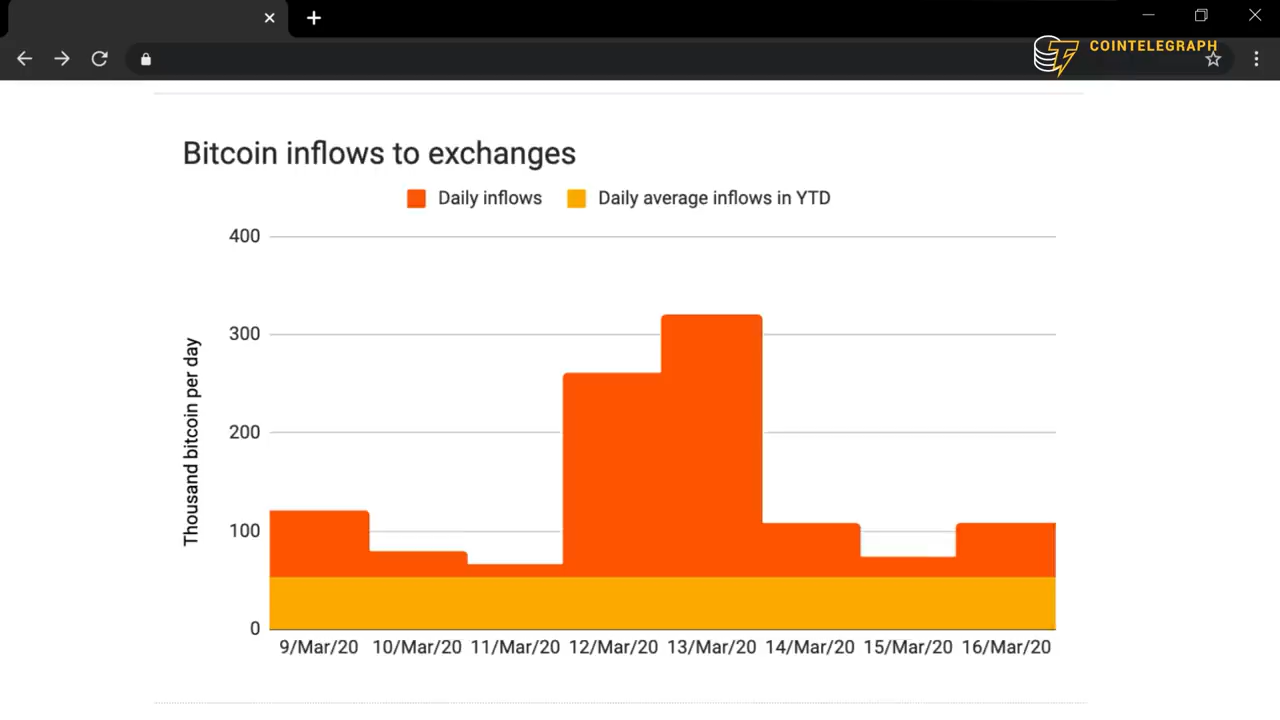 COINTELEGRAPH
Bitcoin inflows to exchanges
Daily inflows
Daily average inflows in YTD
Thousand bitcoin per day
400
300
200
100
0
9/Mar/20 10/Mar/20 11/Mar/20 12/Mar/20 13/Mar/20 14/Mar/20 15/Mar/20 16/Mar/20